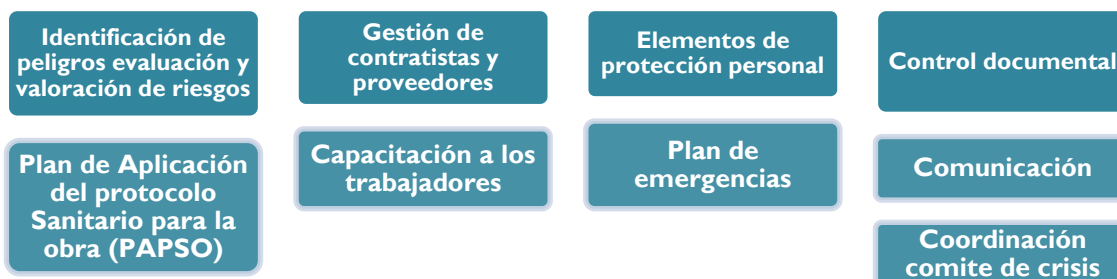 Identificación de
peligros evaluación y
valoración de riesgos
Plan de Aplicación
del protocolo
Sanitario para la
obra (PAPSO)
Gestión de
contratistas y
proveedores
Capacitación a los
trabajadores
Elementos de
protección personal
Plan de
emergencias
Control documental
Comunicación
Coordinación
comite de crisis